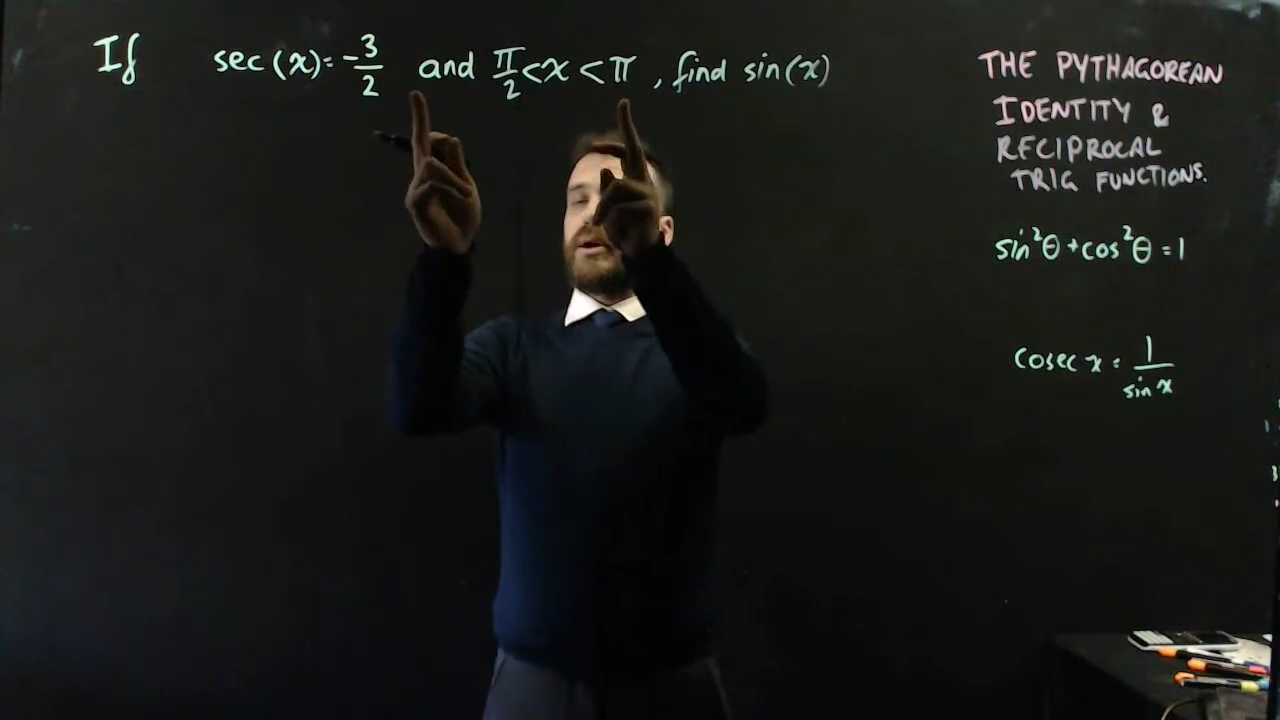 If sec(x)=-3/2 and π/2<x<π, find sin(x)
THE PYTHAGOREAN
IDENTITY &
RECIPROCAL
TRIG FUNCTIONS.
sin²θ+cos²θ=1
cosec x = 1/sin x